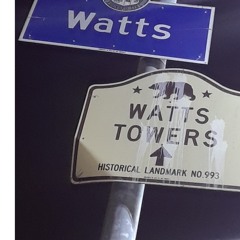 Watts
WATTS
TOWERS
HISTORICAL LANDMARK NO. 993